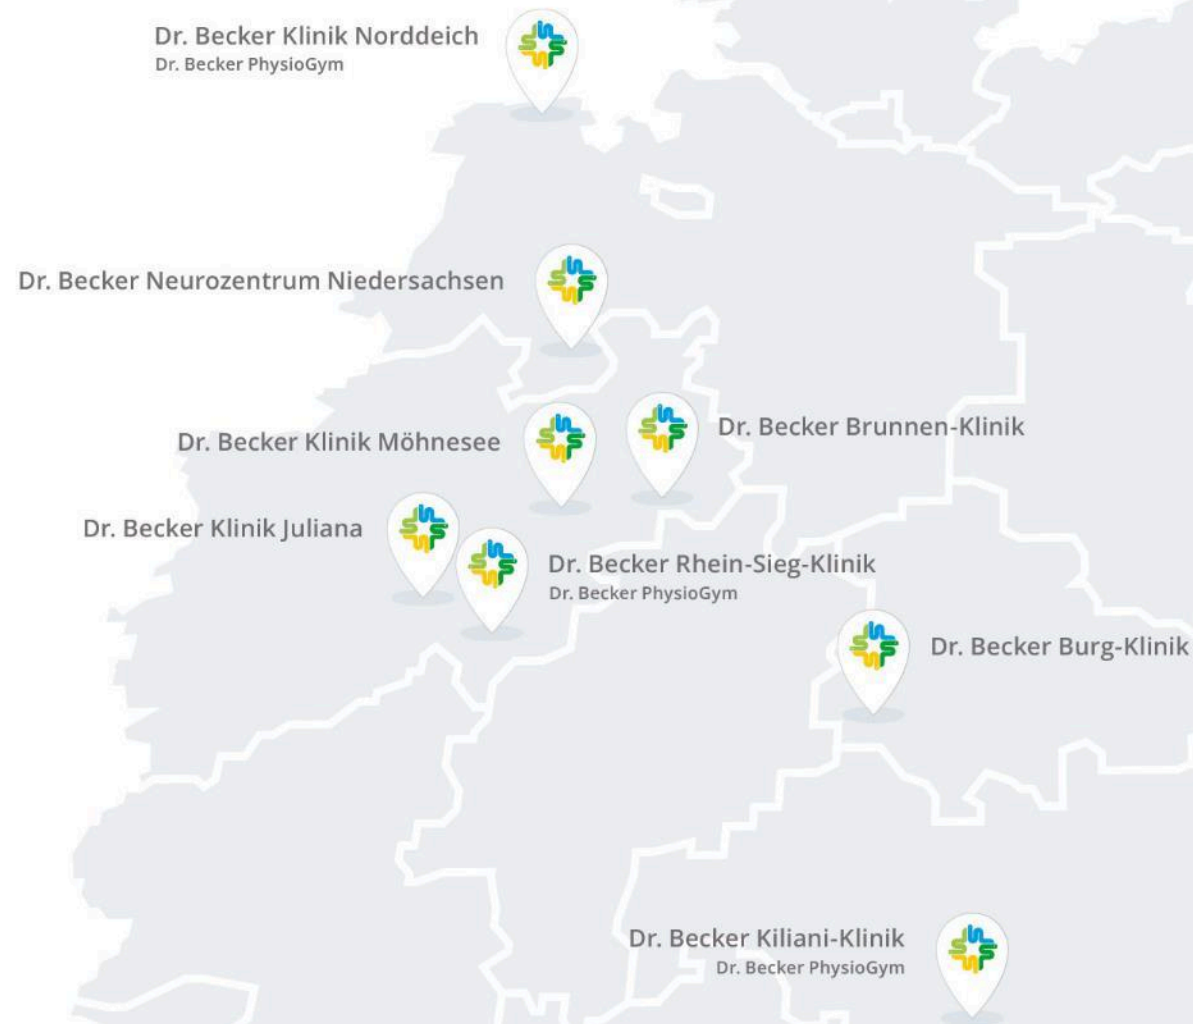 Dr. Becker Klinik Norddeich
Dr. Becker PhysioGym
Dr. Becker Neurozentrum Niedersachsen
Dr. Becker Klinik Möhnesee
Dr. Becker Brunnen-Klinik
Dr. Becker Klinik Juliana
Dr. Becker Rhein-Sieg-Klinik
Dr. Becker PhysioGym
Dr. Becker Burg-Klinik
Dr. Becker Kiliani-Klinik
Dr. Becker PhysioGym